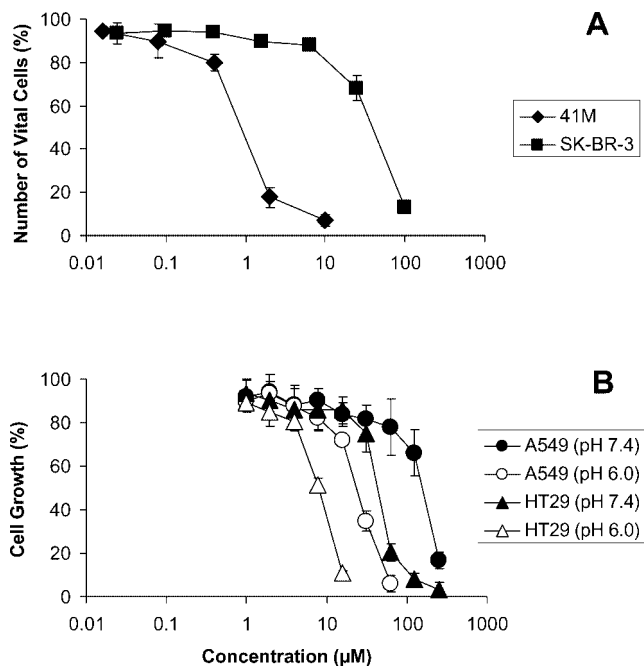 A
Number of Vital Cells (%)
100
80
60
40
20
0
0.01
0.1
1
10
100
1000
41M
SK-BR-3
B
Cell Growth (%)
100
80
60
40
20
0
0.01
0.1
1
10
100
1000
A549 (pH 7.4)
A549 (pH 6.0)
HT29 (pH 7.4)
HT29 (pH 6.0)
Concentration (µM)